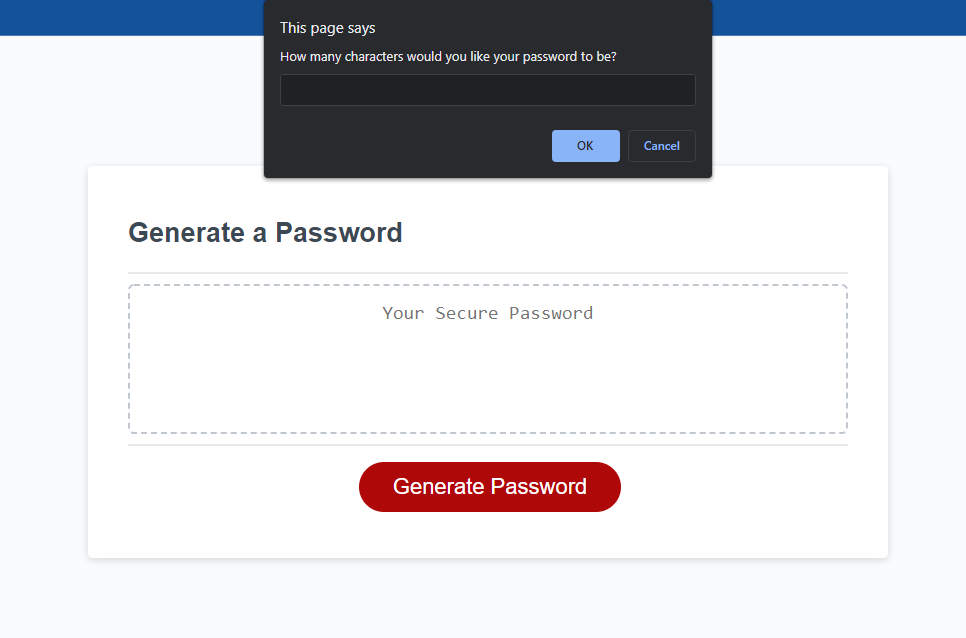 This page says
How many characters would you like your password to be?
OK
Cancel
Generate a Password
Your Secure Password
Generate Password